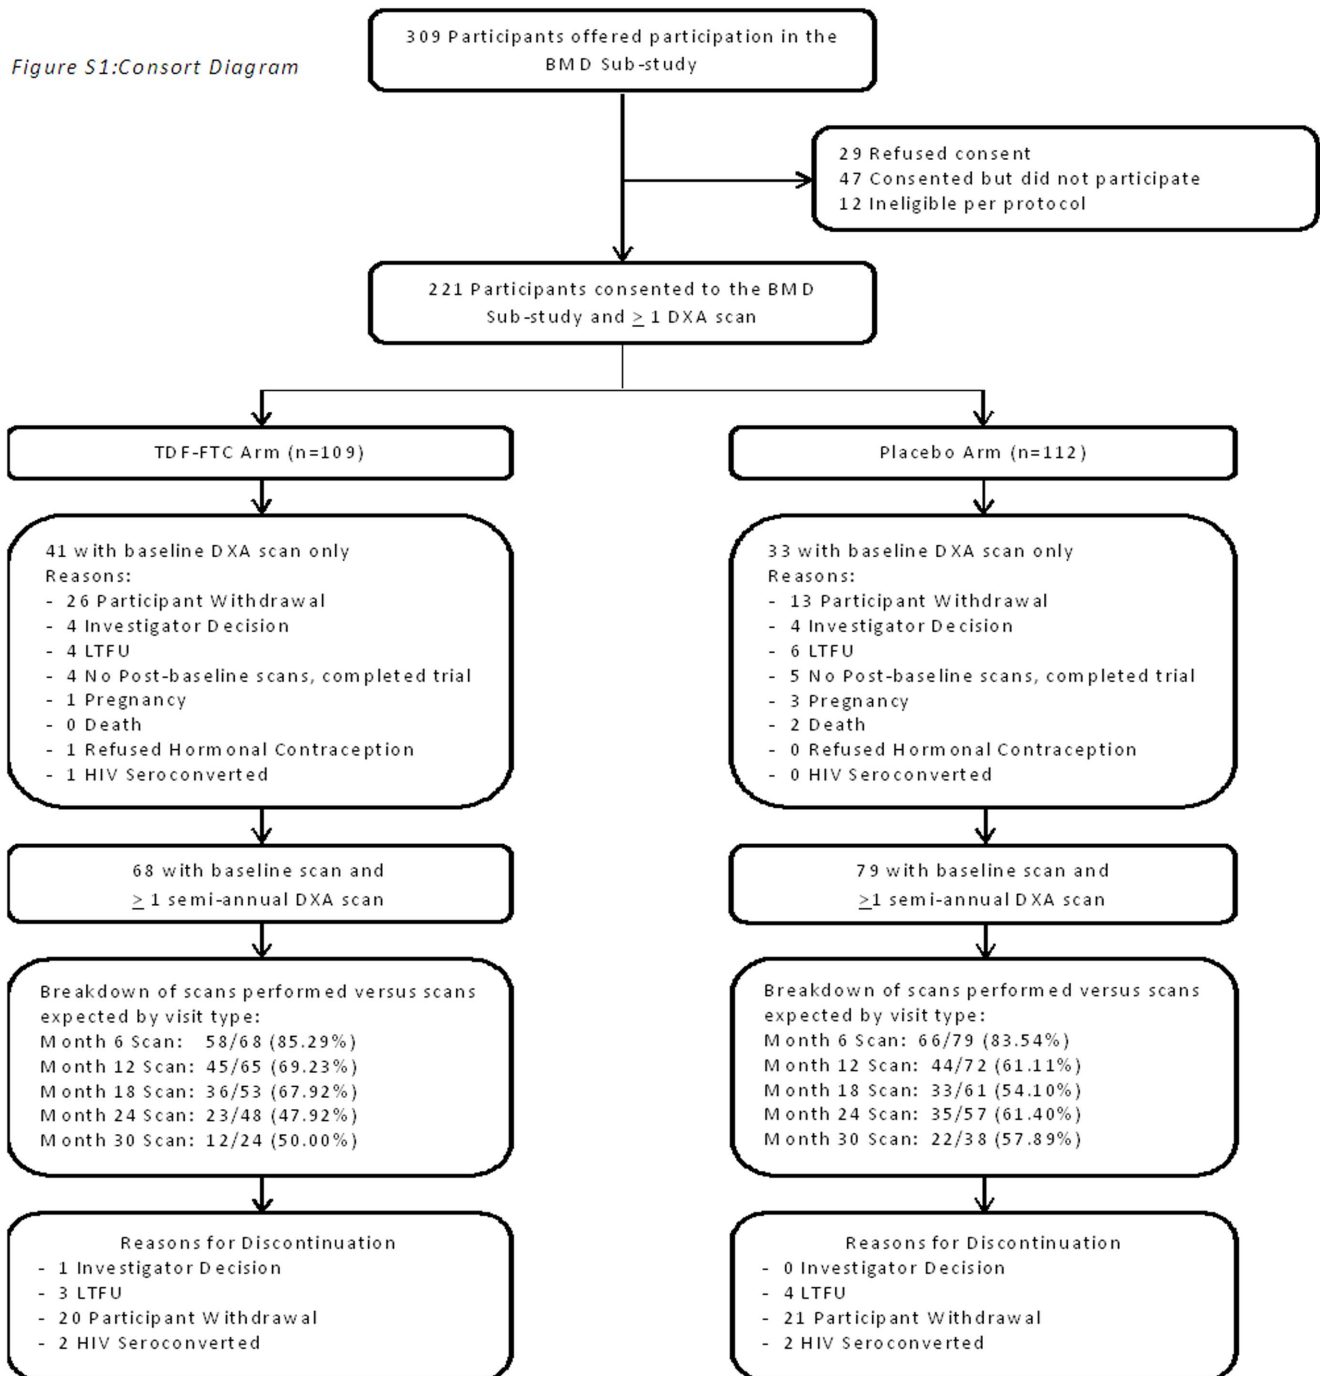 309 Participants offered participation in the
BMD Sub-study
Figure S1:Consort Diagram
29 Refused consent
47 Consented but did not participate
12 Ineligible per protocol
221 Participants consented to the BMD
Sub-study and ≥ 1 DXA scan
TDF-FTC Arm (n=109)
41 with baseline DXA scan only
Reasons:
- 26 Participant Withdrawal
- 4 Investigator Decision
- 4 LTFU
- 4 No Post-baseline scans, completed trial
- 1 Pregnancy
- 0 Death
- 1 Refused Hormonal Contraception
- 1 HIV Seroconverted
68 with baseline scan and
≥ 1 semi-annual DXA scan
Breakdown of scans performed versus scans
expected by visit type:
Month 6 Scan: 58/68 (85.29%)
Month 12 Scan: 45/65 (69.23%)
Month 18 Scan: 36/53 (67.92%)
Month 24 Scan: 23/48 (47.92%)
Month 30 Scan: 12/24 (50.00%)
Reasons for Discontinuation
- 1 Investigator Decision
- 3 LTFU
- 20 Participant Withdrawal
- 2 HIV Seroconverted
Placebo Arm (n=112)
33 with baseline DXA scan only
Reasons:
- 13 Participant Withdrawal
- 4 Investigator Decision
- 6 LTFU
- 5 No Post-baseline scans, completed trial
- 3 Pregnancy
- 2 Death
- 0 Refused Hormonal Contraception
- 0 HIV Seroconverted
79 with baseline scan and
≥1 semi-annual DXA scan
Breakdown of scans performed versus scans
expected by visit type:
Month 6 Scan: 66/79 (83.54%)
Month 12 Scan: 44/72 (61.11%)
Month 18 Scan: 33/61 (54.10%)
Month 24 Scan: 35/57 (61.40%)
Month 30 Scan: 22/38 (57.89%)
Reasons for Discontinuation
- 0 Investigator Decision
- 4 LTFU
- 21 Participant Withdrawal
- 2 HIV Seroconverted